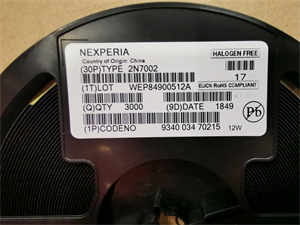 NEXPERIA
Country of Origin: China
HALOGEN FREE
(30P)TYPE 2N7002
17
(1T)LOT WEP84900512A
EU/CN RoHS COMPLIANT
(Q)QTY 3000 (9D)DATE 1849
Pb
(1P)CODENO 9340 034 70215
12W